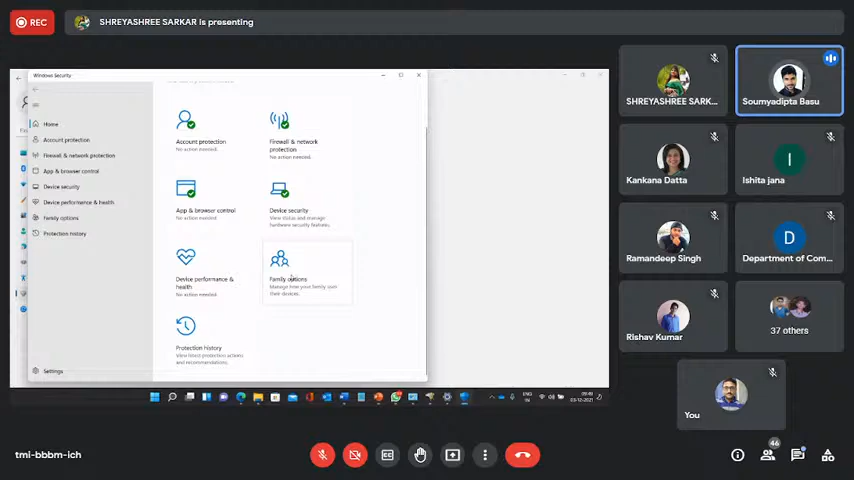 REC
SHREYASHREE SARKAR is presenting
Windows Security
Home
Account protection
Firewall & network protection
App & browser control
Device security
Device performance & health
Family options
Protection history
Settings
Account protection
No action needed.
Firewall & network
protection
No action needed.
App & browser control
No action needed.
Device security
View status and manage
hardware security features.
Device performance &
health
No action needed.
Family options
Manage how your family uses
their devices.
Protection history
View latest protection actions
and recommendations.
ENG
IN
09:49
03-12-2021
SHREYASHREE SARK...
Soumyadipta Basu
Kankana Datta
I
Ishita jana
Ramandeep Singh
D
Department of Com...
Rishav Kumar
37 others
You
tmi-bbbm-ich
46